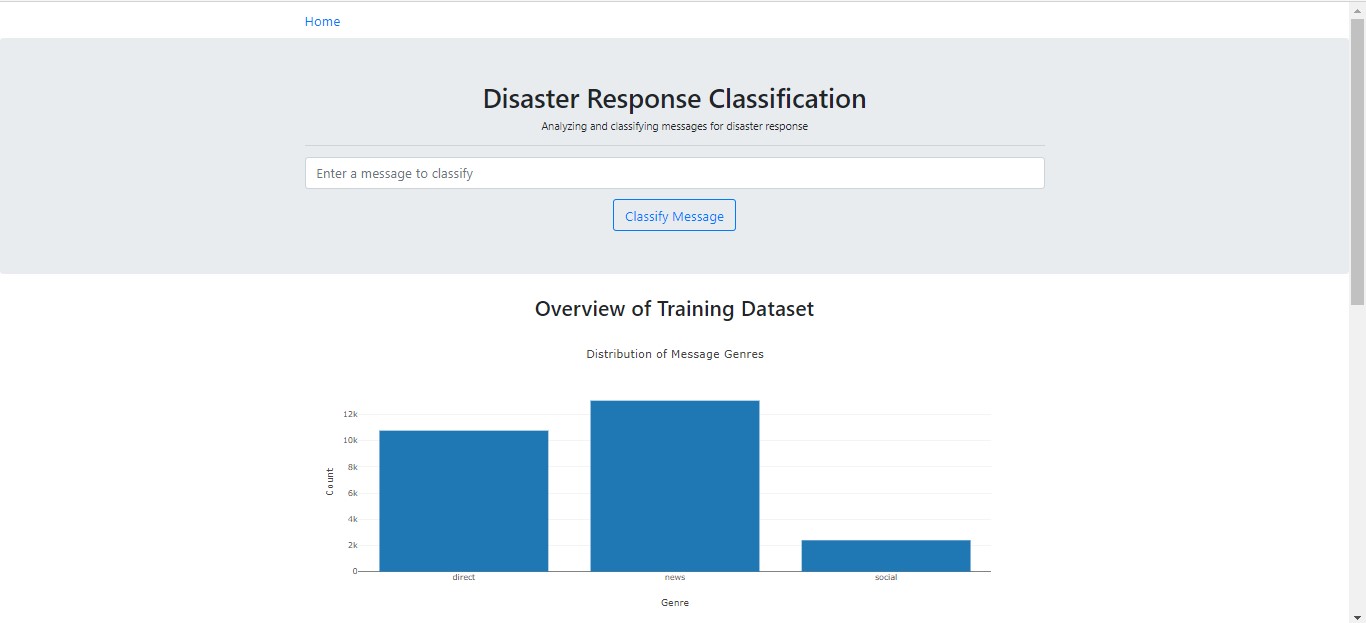 Home
Disaster Response Classification
Analyzing and classifying messages for disaster response
Enter a message to classify
Classify Message
Overview of Training Dataset
Distribution of Message Genres
12k
10k
8k
6k
4k
2k
0
Count
direct news social
Genre